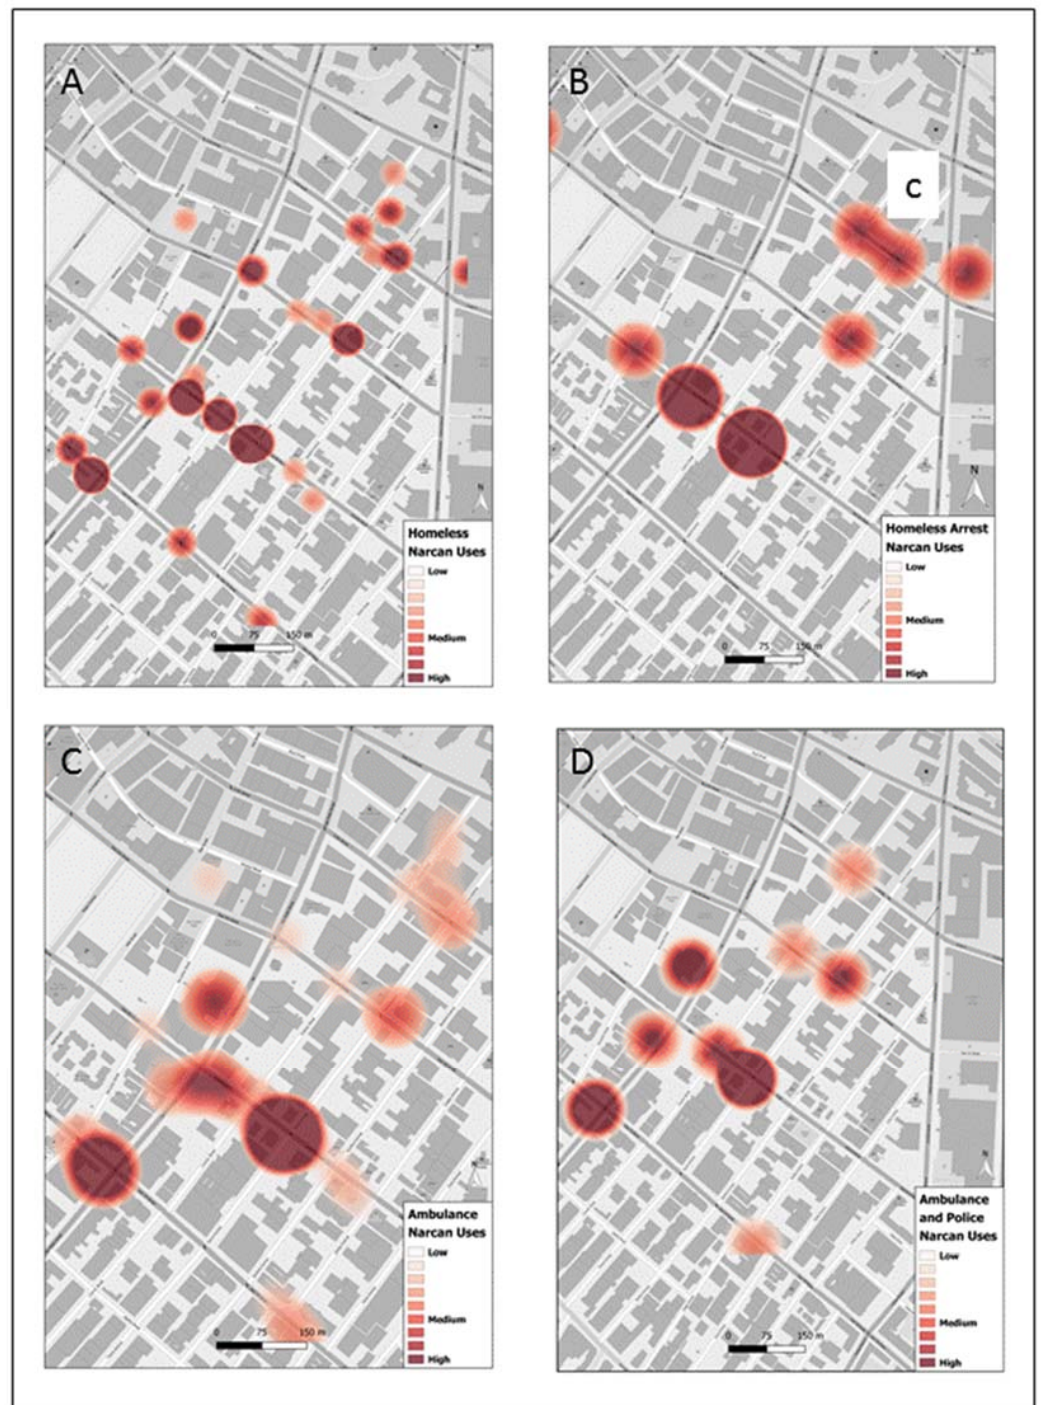 A
N
Homeless
Narcan Uses
Low
Medium
High
0 75 150 m
B
c
N
Homeless Arrest
Narcan Uses
Low
Medium
High
0 75 150 m
C
N
Ambulance
Narcan Uses
Low
Medium
High
0 75 150 m
D
N
Ambulance
and Police
Narcan Uses
Low
Medium
High
0 75 150 m